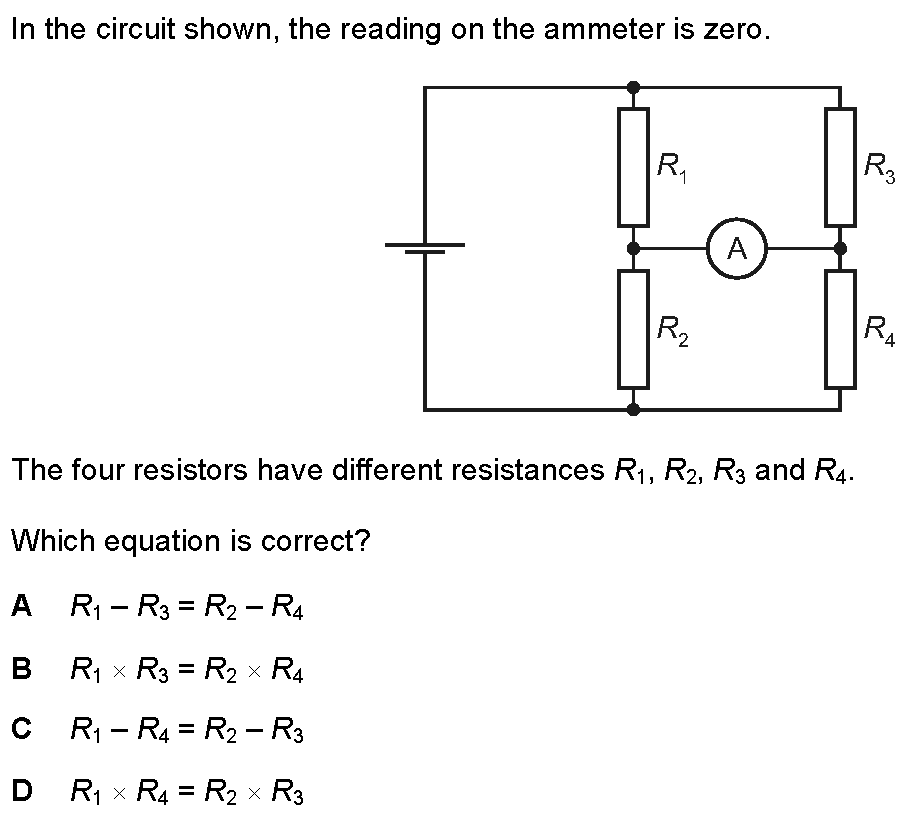 In the circuit shown, the reading on the ammeter is zero.
R₁
R₃
A
R₂
R₄
The four resistors have different resistances R₁, R₂, R₃ and R₄.
Which equation is correct?
A R₁ – R₃ = R₂ – R₄
B R₁ × R₃ = R₂ × R₄
C R₁ – R₄ = R₂ – R₃
D R₁ × R₄ = R₂ × R₃